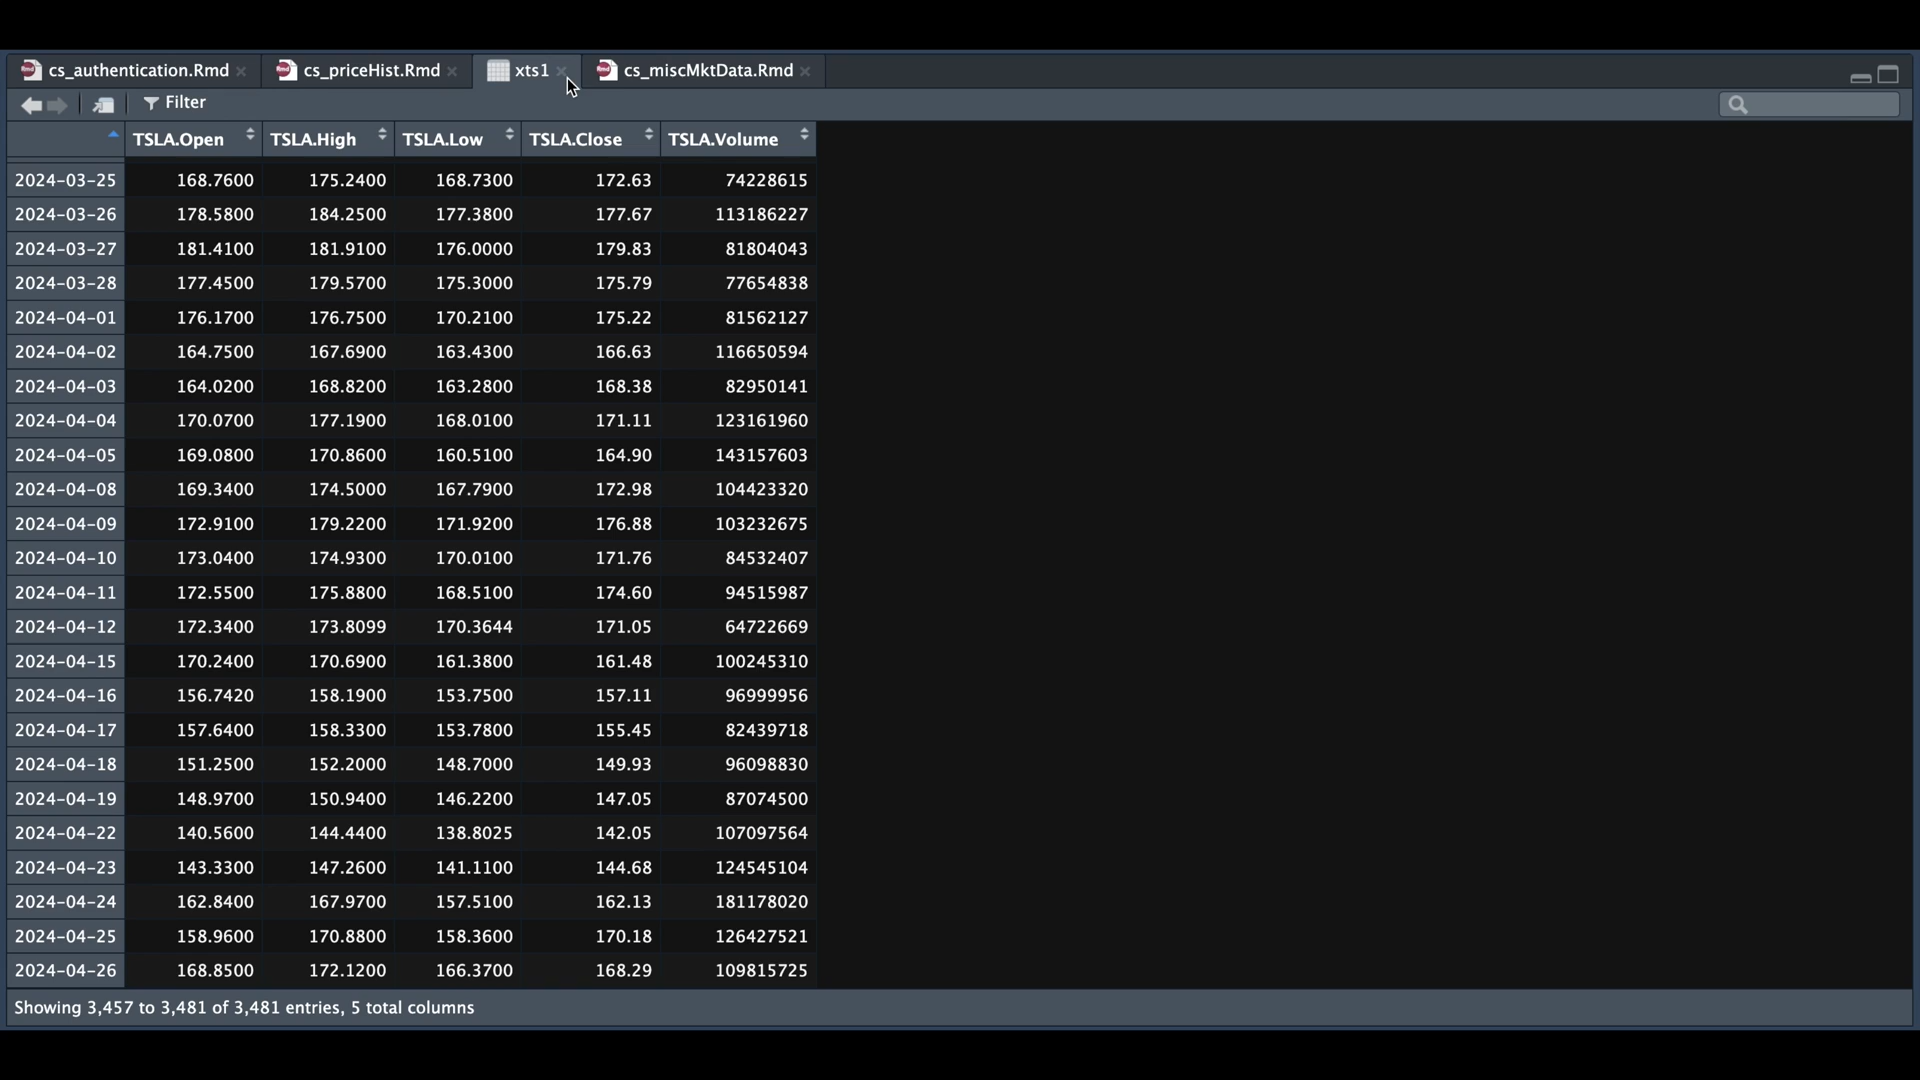 cs_authentication.Rmd cs_priceHist.Rmd xts1 cs_miscMktData.Rmd
Filter
TSLA.Open TSLA.High TSLA.Low TSLA.Close TSLA.Volume
2024-03-25 168.7600 175.2400 168.7300 172.63 74228615
2024-03-26 178.5800 184.2500 177.3800 177.67 113186227
2024-03-27 181.4100 181.9100 176.0000 179.83 81804043
2024-03-28 177.4500 179.5700 175.3000 175.79 77654838
2024-04-01 176.1700 176.7500 170.2100 175.22 81562127
2024-04-02 164.7500 167.6900 163.4300 166.63 116650594
2024-04-03 164.0200 168.8200 163.2800 168.38 82950141
2024-04-04 170.0700 177.1900 168.0100 171.11 123161960
2024-04-05 169.0800 170.8600 160.5100 164.90 143157603
2024-04-08 169.3400 174.5000 167.7900 172.98 104423320
2024-04-09 172.9100 179.2200 171.9200 176.88 103232675
2024-04-10 173.0400 174.9300 170.0100 171.76 84532407
2024-04-11 172.5500 175.8800 168.5100 174.60 94515987
2024-04-12 172.3400 173.8099 170.3644 171.05 64722669
2024-04-15 170.2400 170.6900 161.3800 161.48 100245310
2024-04-16 156.7420 158.1900 153.7500 157.11 96999956
2024-04-17 157.6400 158.3300 153.7800 155.45 82439718
2024-04-18 151.2500 152.2000 148.7000 149.93 96098830
2024-04-19 148.9700 150.9400 146.2200 147.05 87074500
2024-04-22 140.5600 144.4400 138.8025 142.05 107097564
2024-04-23 143.3300 147.2600 141.1100 144.68 124545104
2024-04-24 162.8400 167.9700 157.5100 162.13 181178020
2024-04-25 158.9600 170.8800 158.3600 170.18 126427521
2024-04-26 168.8500 172.1200 166.3700 168.29 109815725
Showing 3,457 to 3,481 of 3,481 entries, 5 total columns